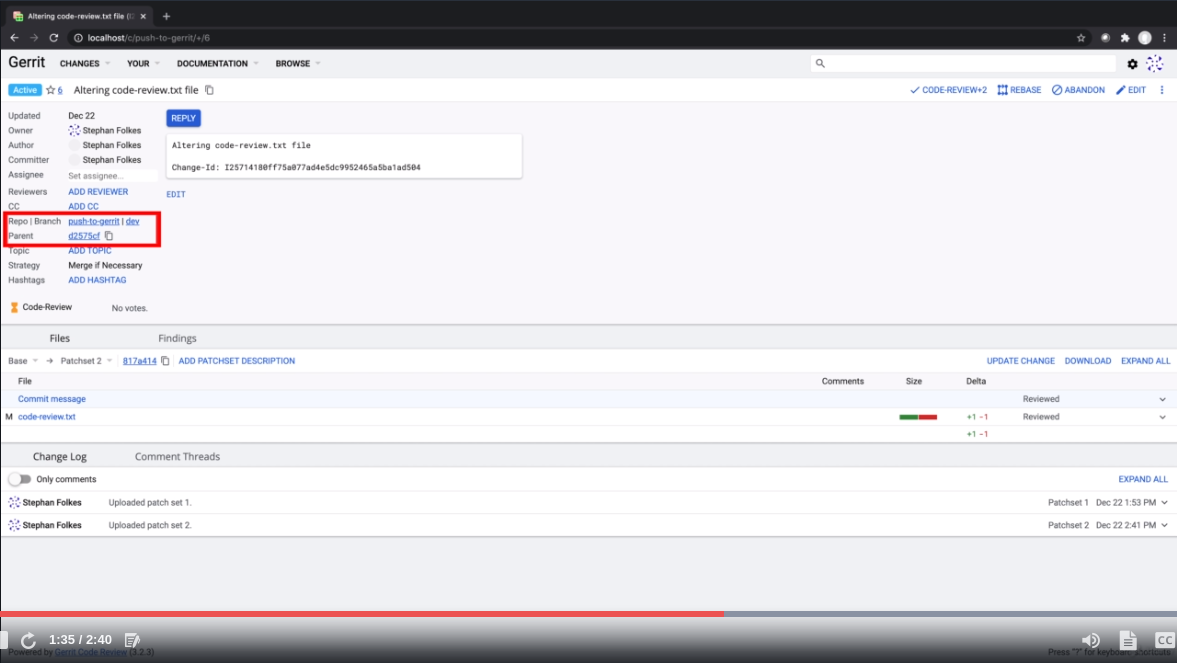 Altering code-review.txt file (
localhost/c/push-to-gerrit/+/6
Gerrit CHANGES YOUR DOCUMENTATION BROWSE
Active 6 Altering code-review.txt file CODE-REVIEW+2 REBASE ABANDON EDIT
Updated Dec 22 REPLY
Owner Stephan Folkes
Author Stephan Folkes Altering code-review.txt file
Committer Stephan Folkes
Change-Id: I25714180ff75a077ad4e5dc9952465a5ba1ad504
Assignee Set assignee...
Reviewers ADD REVIEWER EDIT
CC ADD CC
Repo | Branch push-to-gerrit | dev
Parent d2575cf
Topic ADD TOPIC
Strategy Merge if Necessary
Hashtags ADD HASHTAG
Code-Review No votes.
Files Findings
Base → Patchset 2 817a414 ADD PATCHSET DESCRIPTION UPDATE CHANGE DOWNLOAD EXPAND ALL
File Comments Size Delta
Commit message Reviewed
M code-review.txt +1 -1 Reviewed
+1 -1
Change Log Comment Threads
Only comments EXPAND ALL
Stephan Folkes Uploaded patch set 1. Patchset 1 Dec 22 1:53 PM
Stephan Folkes Uploaded patch set 2. Patchset 2 Dec 22 2:41 PM
1:35 / 2:40 CC
Powered by Gerrit Code Review (3.2.3) Press "?" for keyboard shortcuts